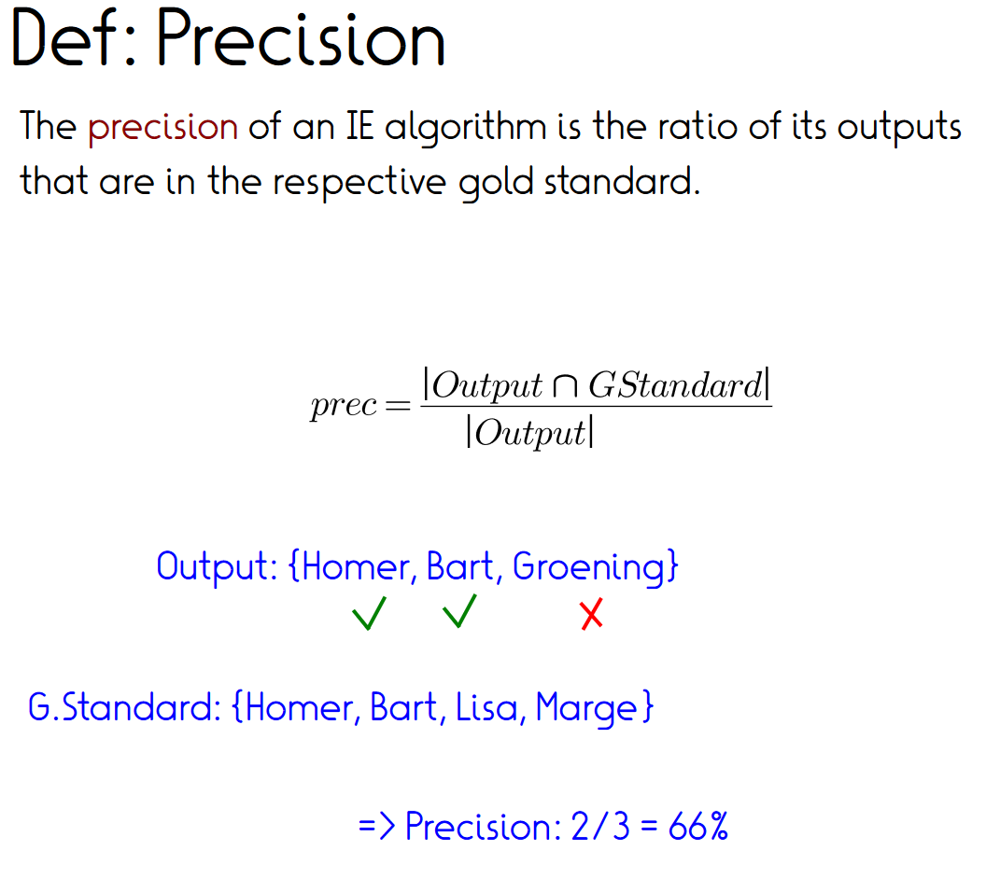 Def: Precision
The precision of an IE algorithm is the ratio of its outputs
that are in the respective gold standard.
prec = |Output ∩ GStandard| / |Output|
Output: {Homer, Bart, Groening}
✓ ✓ ✗
G.Standard: {Homer, Bart, Lisa, Marge}
=> Precision: 2/3 = 66%